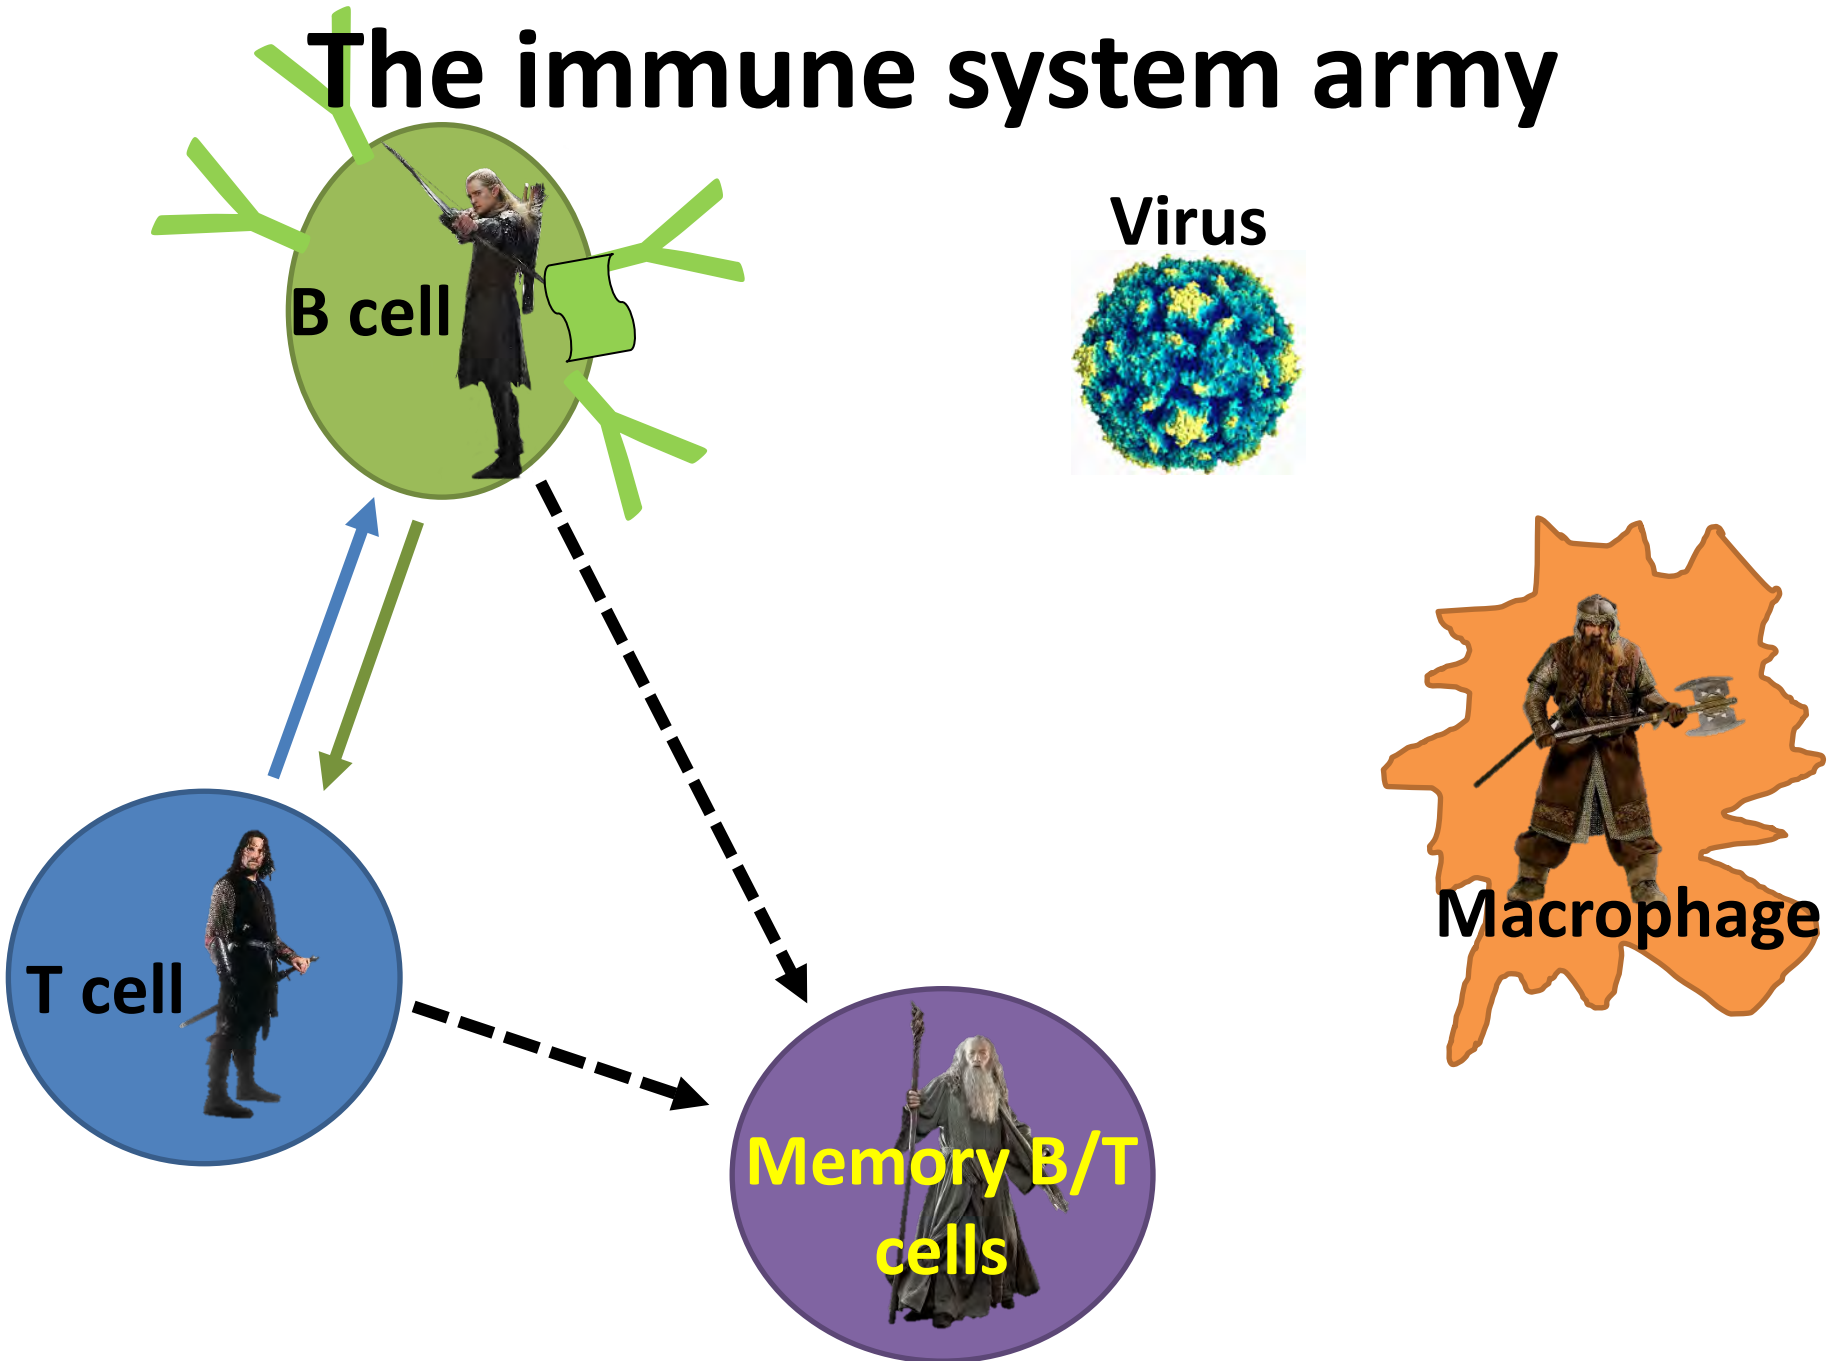 The immune system army
Virus
B cell
Macrophage
T cell
Memory B/T
cells